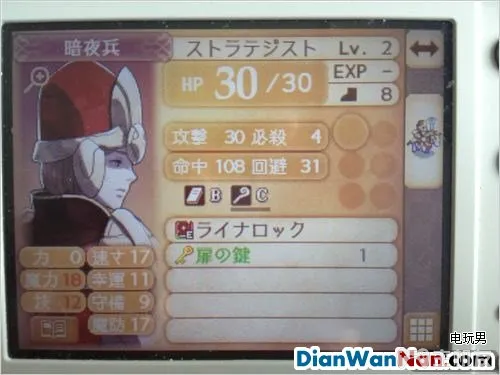 暗夜兵
ストラテジスト Lv. 2
HP 30/30
EXP -
8
攻撃 30 必殺 4
命中 108 回避 31
B C
E ライナロック
扉の鍵 1
力 0 速さ 17
魔力 18 幸運 11
技 12 守備 9
魔防 17
电玩男
DianWanNan.com